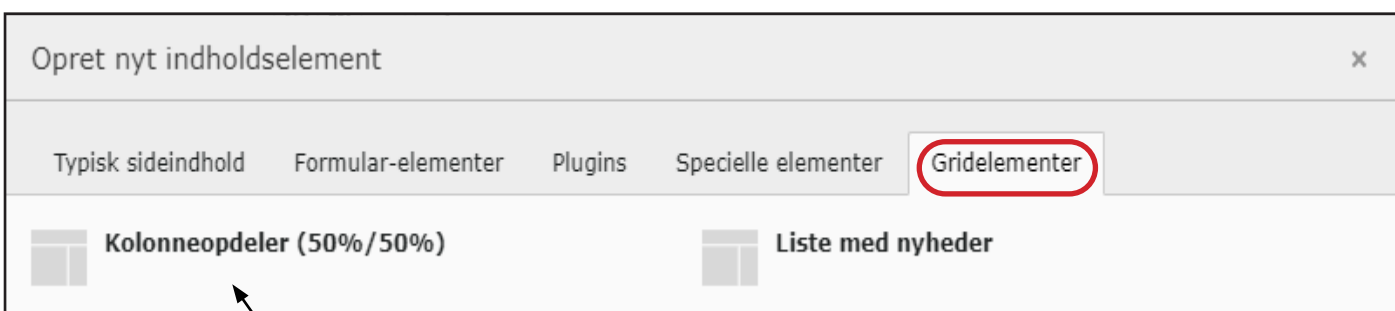 Opret nyt indholdselement
Typisk sideindhold Formular-elementer Plugins Specielle elementer Gridelementer
Kolonneopdeler (50%/50%) Liste med nyheder